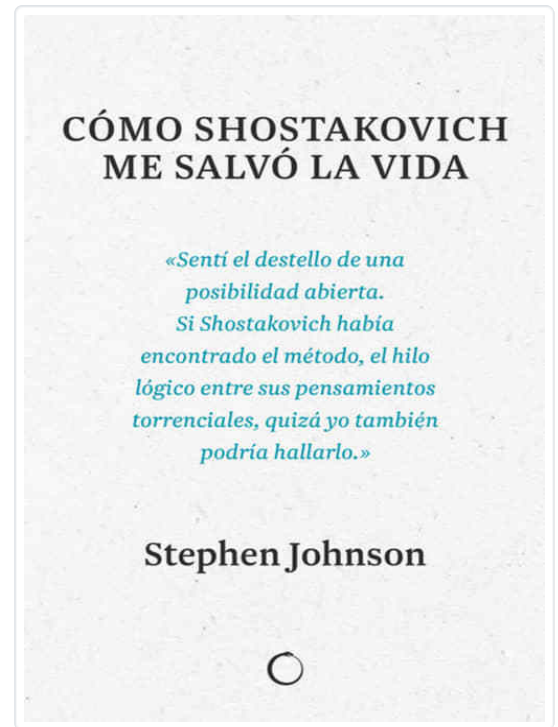 CÓMO SHOSTAKOVICH
ME SALVÓ LA VIDA
«Sentí el destello de una
posibilidad abierta.
Si Shostakovich había
encontrado el método, el hilo
lógico entre sus pensamientos
torrenciales, quizá yo también
podría hallarlo.»
Stephen Johnson